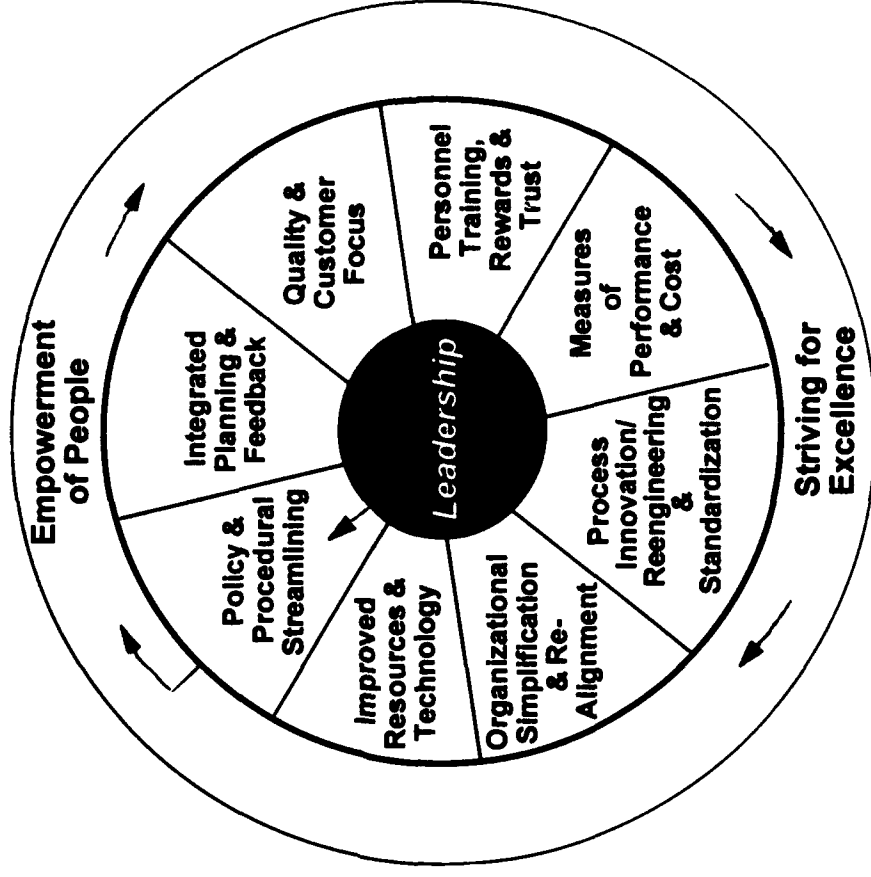 Empowerment
of People
Integrated
Planning &
Feedback
Quality &
Customer
Focus
Personnel
Training,
Rewards &
Trust
Measures
of
Performance
& Cost
Process
Innovation/
Reengineering
&
Standardization
Organizational
Simplification
& Re-
Alignment
Improved
Resources &
Technology
Policy &
Procedural
Streamlining
Leadership
Striving for
Excellence